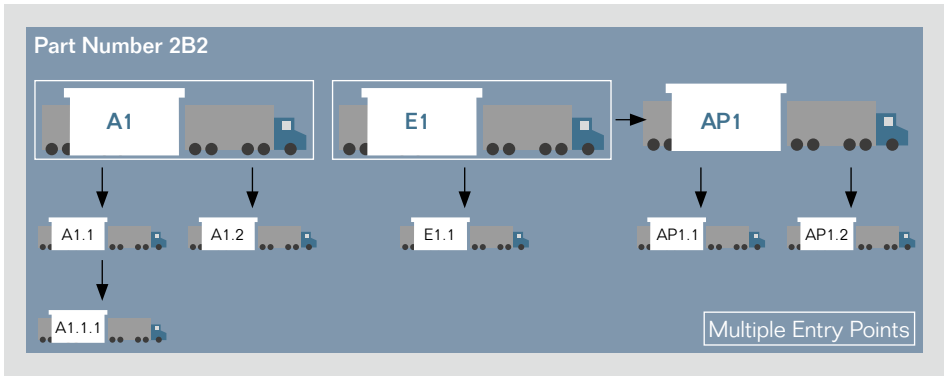 Part Number 2B2
A1
E1
AP1
A1.1
A1.2
E1.1
AP1.1
AP1.2
A1.1.1
Multiple Entry Points